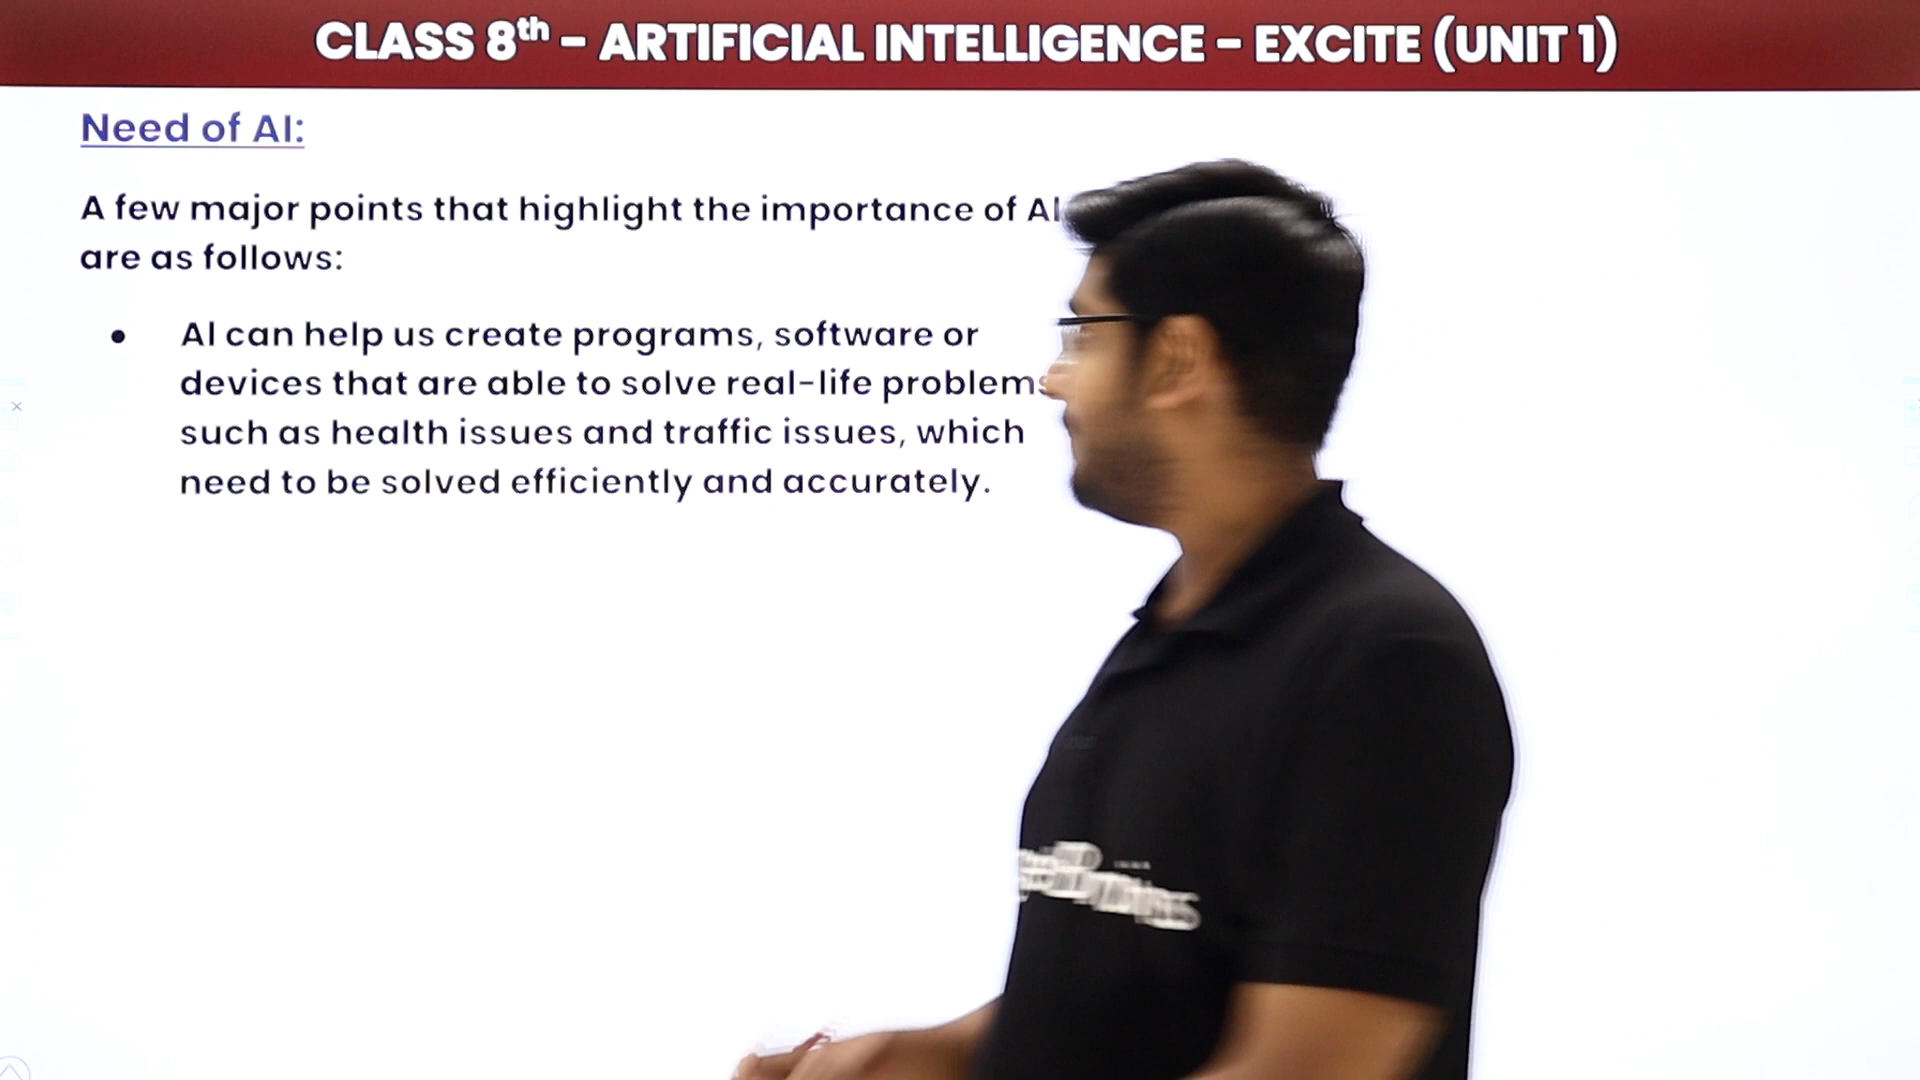 CLASS 8th - ARTIFICIAL INTELLIGENCE - EXCITE (UNIT 1)
Need of AI:
A few major points that highlight the importance of AI
are as follows:
• AI can help us create programs, software or
devices that are able to solve real-life problems
such as health issues and traffic issues, which
need to be solved efficiently and accurately.